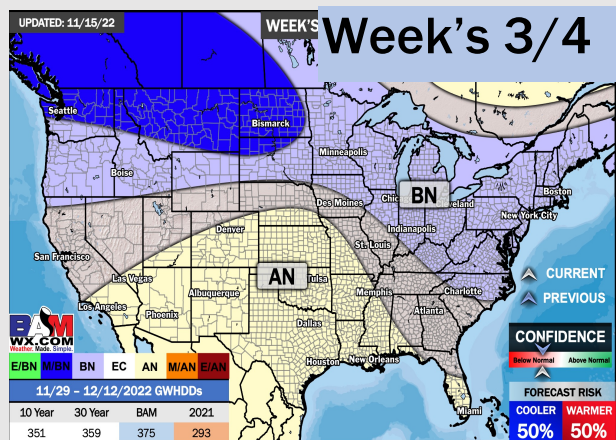 UPDATED: 11/15/22
WEEK'S
Week's 3/4
Seattle
Bismarck
Minneapolis
Boise
BN
Boston
Des Moines
veland
New York City
Indianapolis
Denver
St. Louis
San Francisco
CURRENT
AN
Las Vegas
PREVIOUS
Albuquerque
Memphis
Charlotte
Los Angeles
Atlanta
Phoenix
Dallas
BAM
WX.COM
Weather. Made. Simple.
CONFIDENCE
Houston
New Orleans
Below Normal Above Normal
E/BN M/BN BN EC AN M/AN E/AN
FORECAST RISK
11/29 – 12/12/2022 GWHDDS
Miami
COOLER WARMER
10 Year 30 Year BAM 2021
50% 50%
351 359 375 293